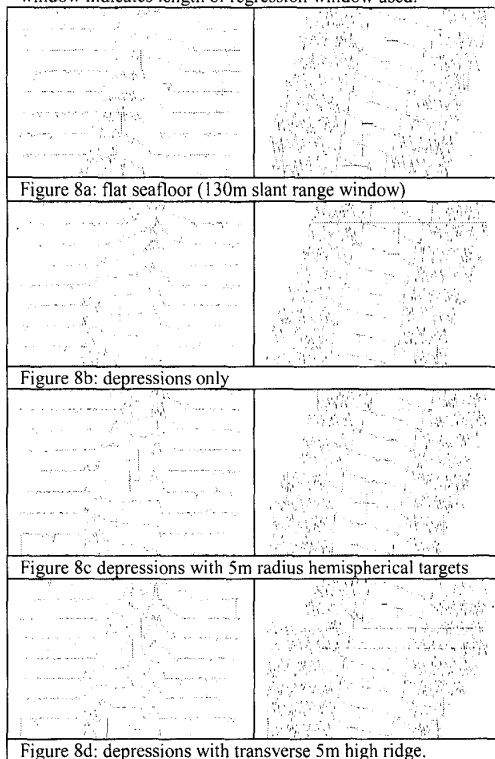 window indicates length of regression window used.
Figure 8a: flat seafloor (130m slant range window)
Figure 8b: depressions only
Figure 8c depressions with 5m radius hemispherical targets
Figure 8d: depressions with transverse 5m high ridge.